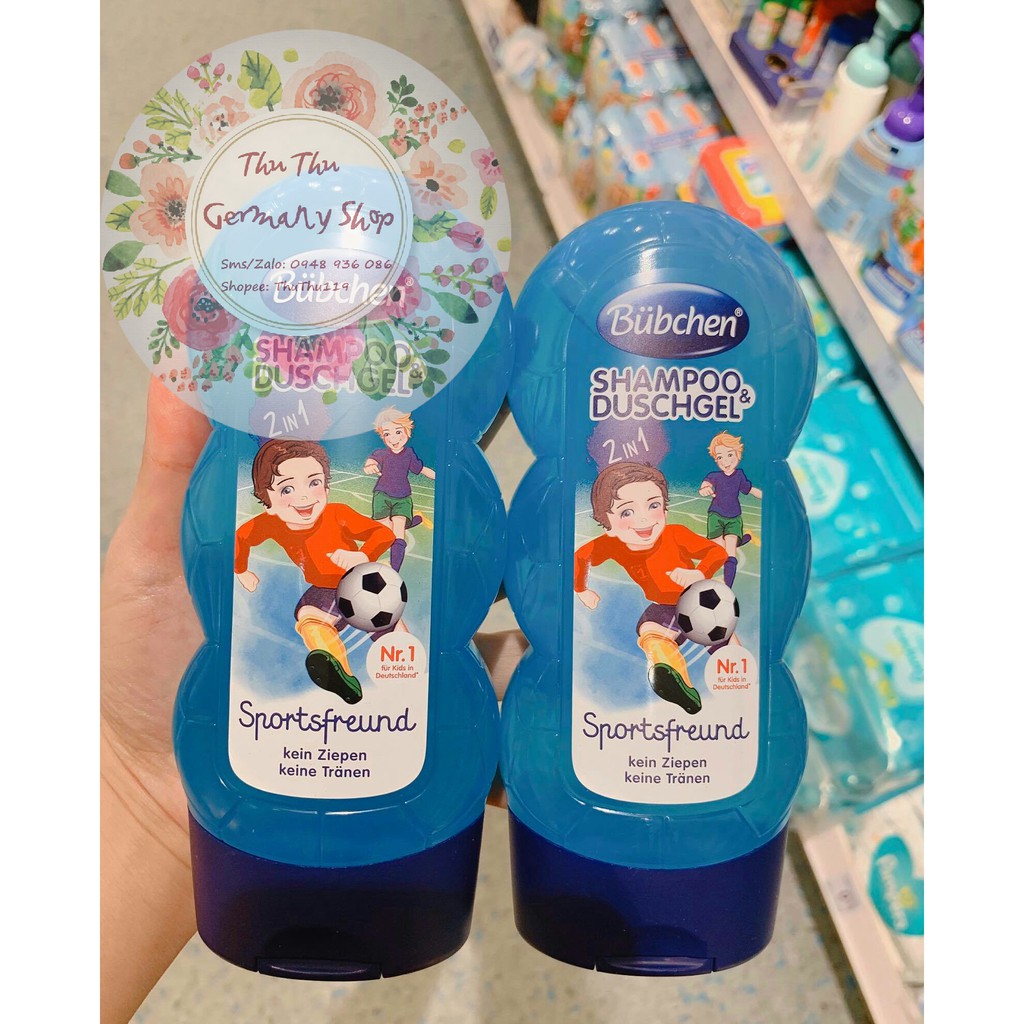 Thu Thu
Germany Shop
Sms/Zalo: 0948 936 086
Shopee: ThuThu119
Bübchen®
SHAMPOO &
DUSCHGEL
2 IN 1
Nr. 1
für Kids in
Deutschland*
Sportsfreund
kein Ziepen
keine Tränen
Bübchen®
SHAMPOO &
DUSCHGEL
2 IN 1
Nr. 1
für Kids in
Deutschland*
Sportsfreund
kein Ziepen
keine Tränen
Pampers